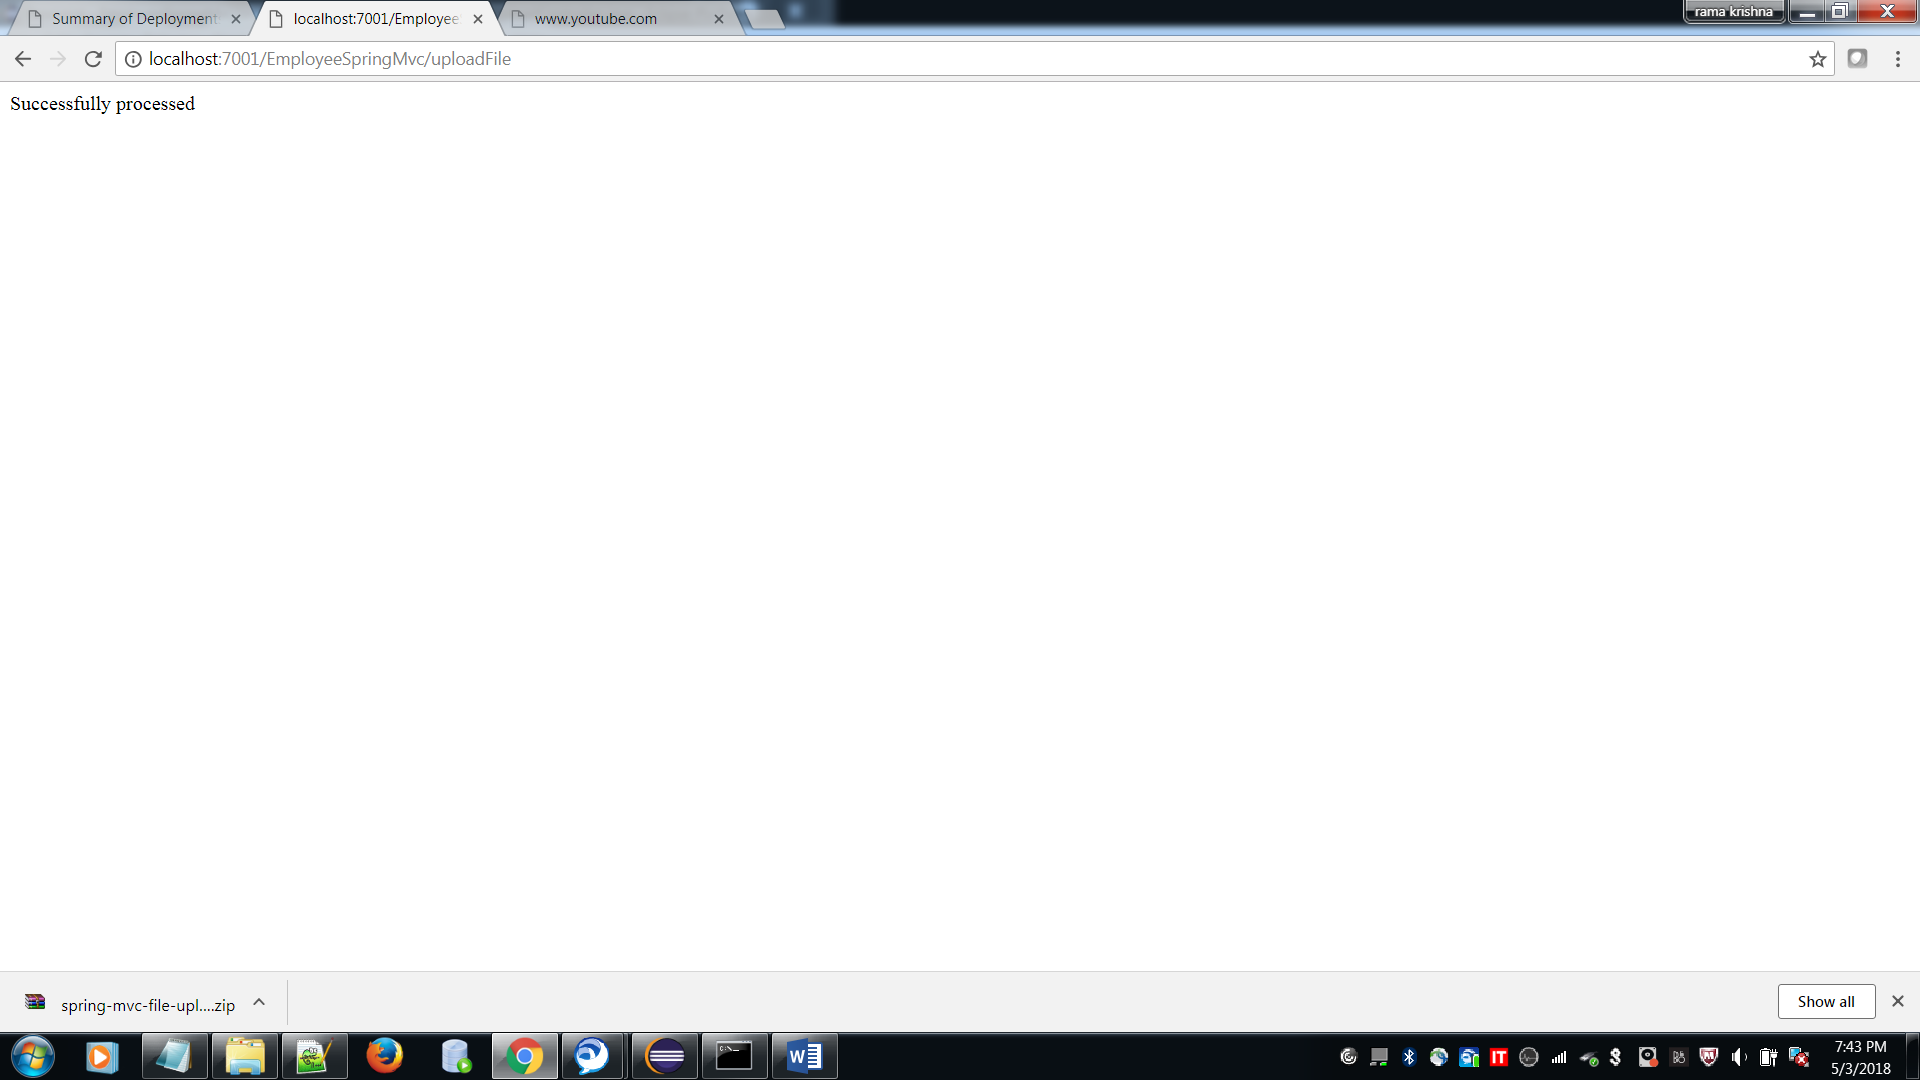 Summary of Deployment
localhost:7001/Employee
www.youtube.com
rama krishna
localhost:7001/EmployeeSpringMvc/uploadFile
Successfully processed
spring-mvc-file-upl....zip
Show all
IT
W
7:43 PM
5/3/2018